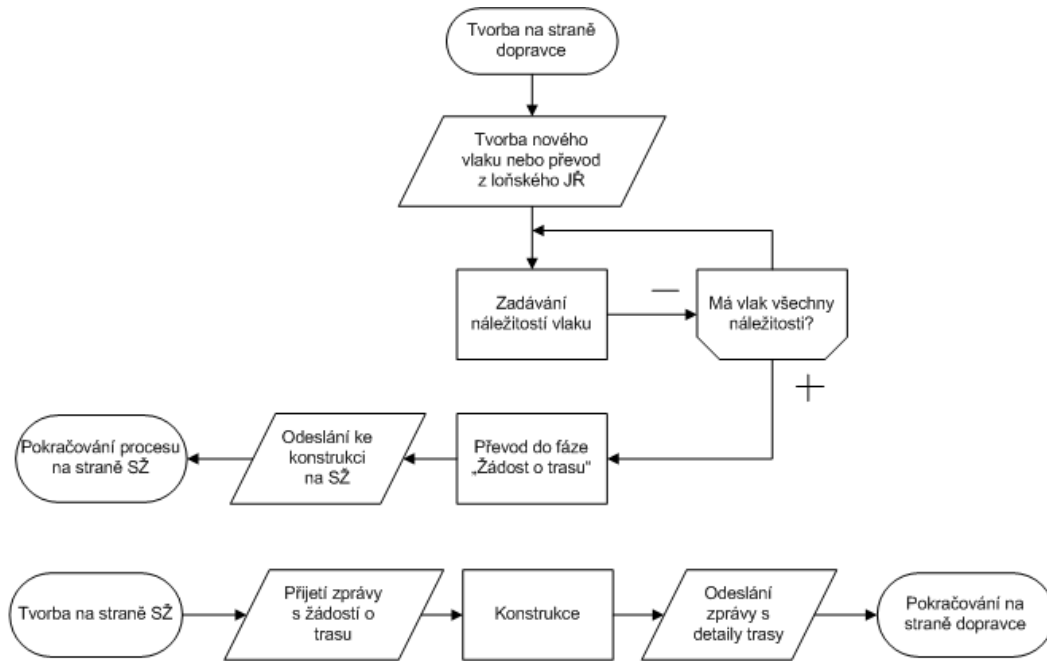 Tvorba na straně
dopravce
Tvorba nového
vlaku nebo převod
z loňského JŘ
Zadávání
náležitostí vlaku
—
Má vlak všechny
náležitosti?
+
Pokračování procesu
na straně SŽ
Odeslání ke
konstrukci
na SŽ
Převod do fáze
„Žádost o trasu“
Tvorba na straně SŽ
Přijetí zprávy
s žádostí o
trasu
Konstrukce
Odeslání
zprávy s
detaily trasy
Pokračování na
straně dopravce